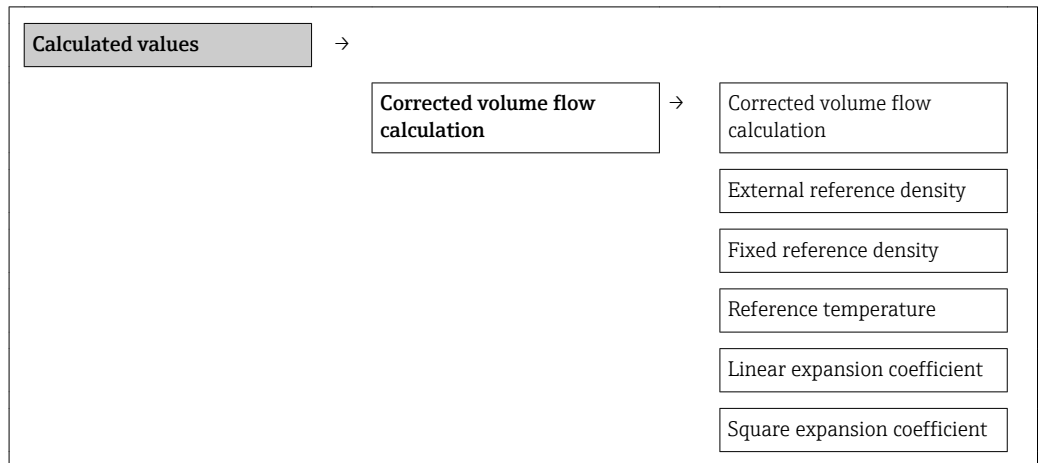 Calculated values →
Corrected volume flow
calculation
→
Corrected volume flow
calculation
External reference density
Fixed reference density
Reference temperature
Linear expansion coefficient
Square expansion coefficient